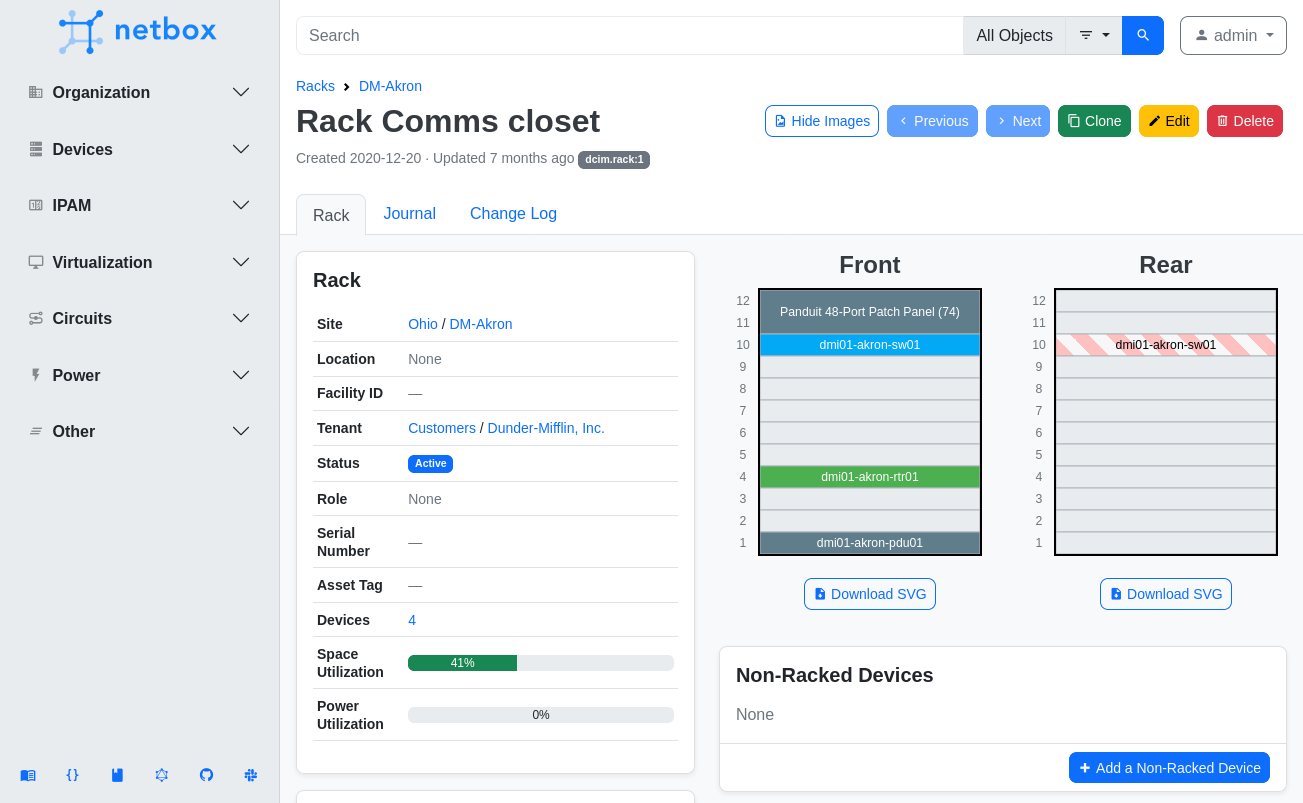 netbox
Organization
Devices
IPAM
Virtualization
Circuits
Power
Other
Search
All Objects
admin
Racks DM-Akron
Rack Comms closet
Hide Images
Previous
Next
Clone
Edit
Delete
Created 2020-12-20 · Updated 7 months ago dcim.rack:1
Rack
Journal
Change Log
Rack
Site Ohio / DM-Akron
Location None
Facility ID —
Tenant Customers / Dunder-Mifflin, Inc.
Status Active
Role None
Serial
Number —
Asset Tag —
Devices 4
Space
Utilization 41%
Power
Utilization 0%
Front
12 Panduit 48-Port Patch Panel (74)
11
10 dmi01-akron-sw01
9
8
7
6
5
4 dmi01-akron-rtr01
3
2
1 dmi01-akron-pdu01
Download SVG
Rear
12
11
10 dmi01-akron-sw01
9
8
7
6
5
4
3
2
1
Download SVG
Non-Racked Devices
None
Add a Non-Racked Device